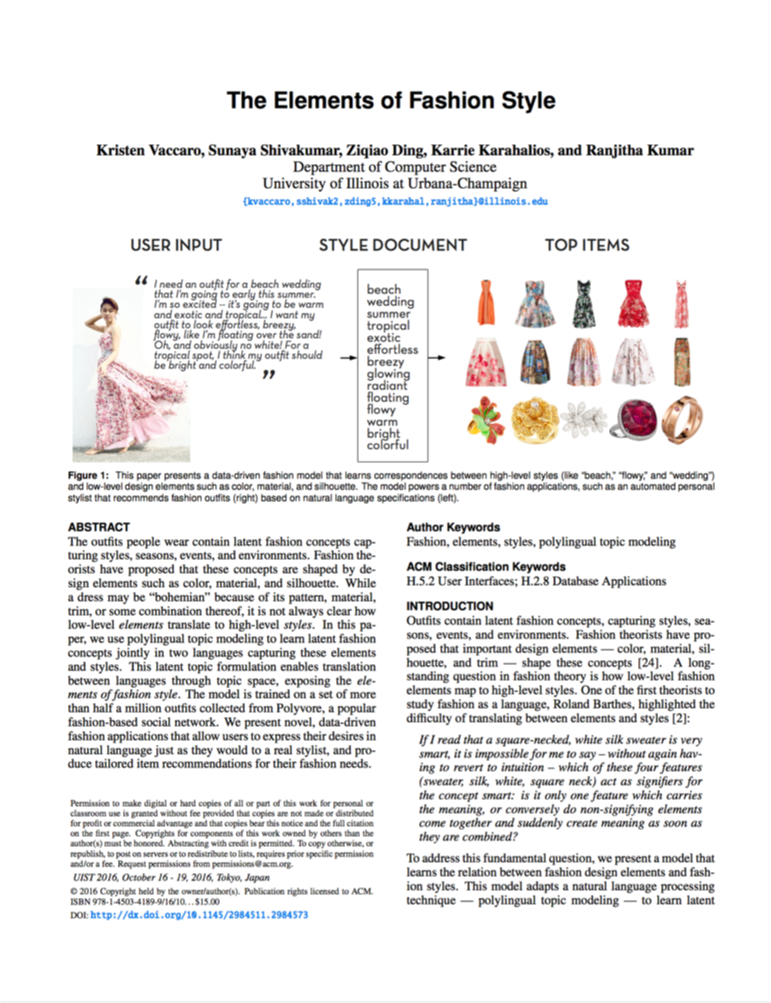 The Elements of Fashion Style
Kristen Vaccaro, Sunaya Shivakumar, Ziqiao Ding, Karrie Karahalios, and Ranjitha Kumar
Department of Computer Science
University of Illinois at Urbana-Champaign
{kvaccaro,sshivak2,zding5,kkarahal,ranjitha}@illinois.edu
USER INPUT
“ I need an outfit for a beach wedding
that I'm going to early this summer.
I'm so excited -- it's going to be warm
and exotic and tropical... I want my
outfit to look effortless, breezy,
flowy, like I'm floating over the sand!
Oh, and obviously no white! For a
tropical spot, I think my outfit should
be bright and colorful. ”
STYLE DOCUMENT
beach
wedding
summer
tropical
exotic
effortless
breezy
glowing
radiant
floating
flowy
warm
bright
colorful
TOP ITEMS
Figure 1: This paper presents a data-driven fashion model that learns correspondences between high-level styles (like “beach,” “flowy,” and “wedding”)
and low-level design elements such as color, material, and silhouette. The model powers a number of fashion applications, such as an automated personal
stylist that recommends fashion outfits (right) based on natural language specifications (left).
ABSTRACT
The outfits people wear contain latent fashion concepts cap-
turing styles, seasons, events, and environments. Fashion the-
orists have proposed that these concepts are shaped by de-
sign elements such as color, material, and silhouette. While
a dress may be “bohemian” because of its pattern, material,
trim, or some combination thereof, it is not always clear how
low-level elements translate to high-level styles. In this pa-
per, we use polylingual topic modeling to learn latent fashion
concepts jointly in two languages capturing these elements
and styles. This latent topic formulation enables translation
between languages through topic space, exposing the ele-
ments of fashion style. The model is trained on a set of more
than half a million outfits collected from Polyvore, a popular
fashion-based social network. We present novel, data-driven
fashion applications that allow users to express their desires in
natural language just as they would to a real stylist, and pro-
duce tailored item recommendations for their fashion needs.
Permission to make digital or hard copies of all or part of this work for personal or
classroom use is granted without fee provided that copies are not made or distributed
for profit or commercial advantage and that copies bear this notice and the full citation
on the first page. Copyrights for components of this work owned by others than the
author(s) must be honored. Abstracting with credit is permitted. To copy otherwise, or
republish, to post on servers or to redistribute to lists, requires prior specific permission
and/or a fee. Request permissions from permissions@acm.org.
UIST 2016, October 16 - 19, 2016, Tokyo, Japan
© 2016 Copyright held by the owner/author(s). Publication rights licensed to ACM.
ISBN 978-1-4503-4189-9/16/10...$15.00
DOI: http://dx.doi.org/10.1145/2984511.2984573
Author Keywords
Fashion, elements, styles, polylingual topic modeling
ACM Classification Keywords
H.5.2 User Interfaces; H.2.8 Database Applications
INTRODUCTION
Outfits contain latent fashion concepts, capturing styles, sea-
sons, events, and environments. Fashion theorists have pro-
posed that important design elements — color, material, sil-
houette, and trim — shape these concepts [24]. A long-
standing question in fashion theory is how low-level fashion
elements map to high-level styles. One of the first theorists to
study fashion as a language, Roland Barthes, highlighted the
difficulty of translating between elements and styles [2]:
If I read that a square-necked, white silk sweater is very
smart, it is impossible for me to say – without again hav-
ing to revert to intuition – which of these four features
(sweater, silk, white, square neck) act as signifiers for
the concept smart: is it only one feature which carries
the meaning, or conversely do non-signifying elements
come together and suddenly create meaning as soon as
they are combined?
To address this fundamental question, we present a model that
learns the relation between fashion design elements and fash-
ion styles. This model adapts a natural language processing
technique — polylingual topic modeling — to learn latent